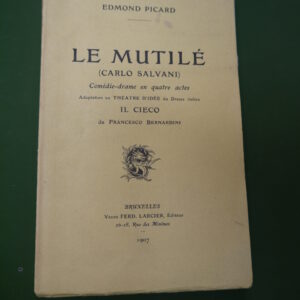 EDMOND PICARD
LE MUTILÉ
(CARLO SALVANI)
Comédie-drame en quatre actes
Adaptation au THEATRE D'IDÉE du Drame italien
IL CIECO
de FRANCESCO BERNARDINI
BRUXELLES
VEUVE FERD. LARCIER, Éditeur
26-28, Rue des Minimes
1907